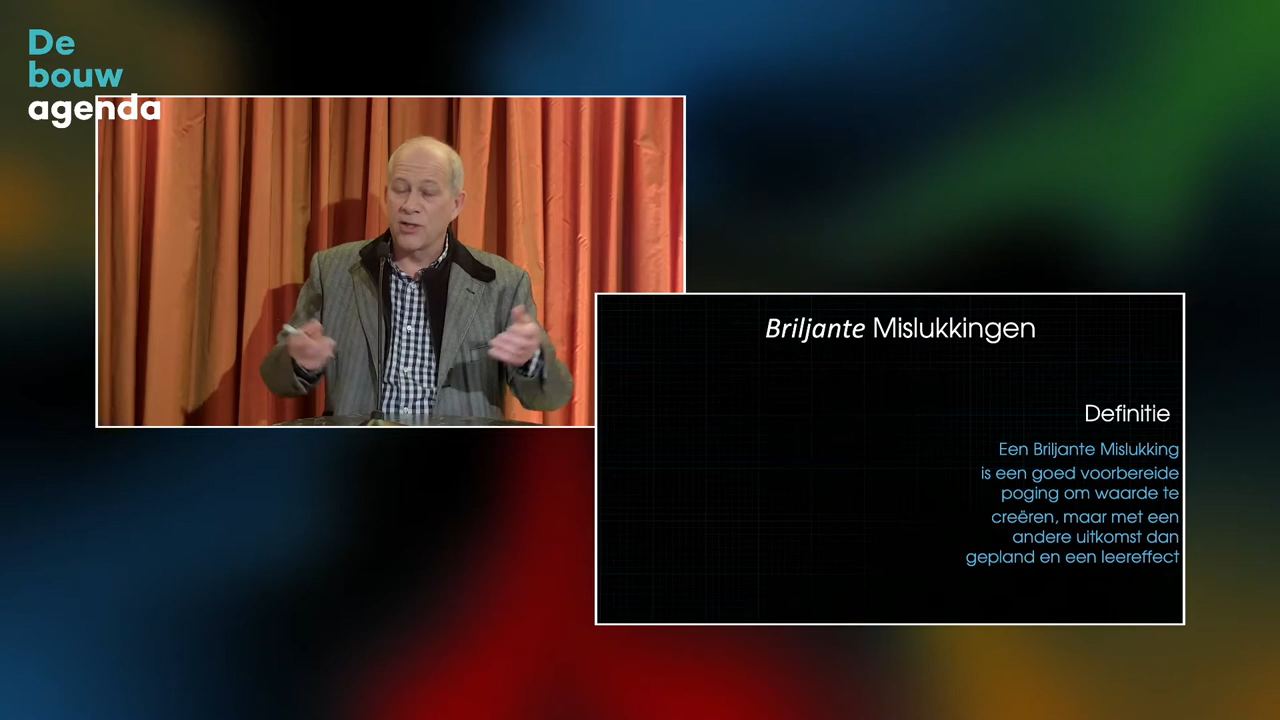 De
bouw
agenda
Briljante Mislukkingen
Definitie
Een Briljante Mislukking
is een goed voorbereide
poging om waarde te
creëren, maar met een
andere uitkomst dan
gepland en een leereffect